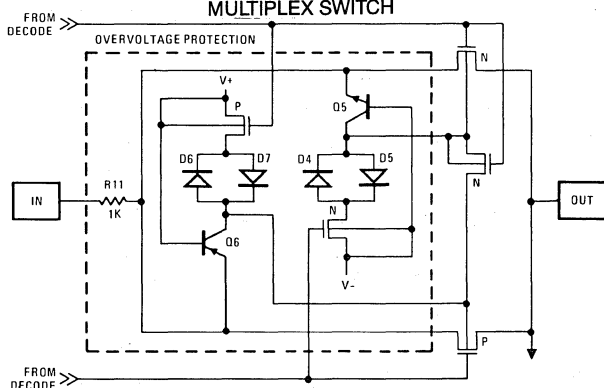 MULTIPLEX SWITCH
FROM
DECODE
OVERVOLTAGE PROTECTION
N
V+
P
Q5
D6
D7
D4
D5
N
IN
R11
1K
OUT
N
Q6
V-
P
FROM
DECODE